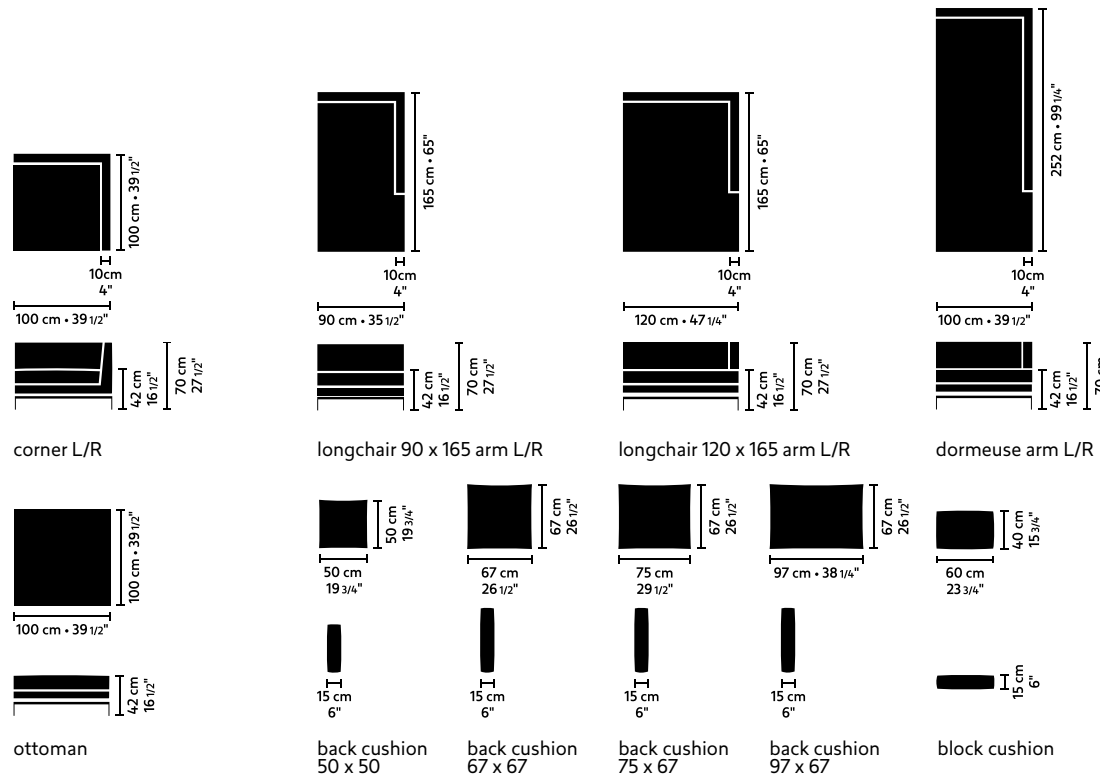 100 cm • 39 1/2"
10cm
4"
100 cm • 39 1/2"
42 cm
16 1/2"
70 cm
27 1/2"
corner L/R
165 cm • 65"
10cm
4"
90 cm • 35 1/2"
42 cm
16 1/2"
70 cm
27 1/2"
longchair 90 x 165 arm L/R
165 cm • 65"
10cm
4"
120 cm • 47 1/4"
42 cm
16 1/2"
70 cm
27 1/2"
longchair 120 x 165 arm L/R
252 cm • 99 1/4"
10cm
4"
100 cm • 39 1/2"
42 cm
16 1/2"
70 cm
dormeuse arm L/R
100 cm • 39 1/2"
100 cm • 39 1/2"
42 cm
16 1/2"
ottoman
50 cm
19 3/4"
50 cm
19 3/4"
15 cm
6"
back cushion
50 x 50
67 cm
26 1/2"
67 cm
26 1/2"
15 cm
6"
back cushion
67 x 67
67 cm
26 1/2"
75 cm
29 1/2"
15 cm
6"
back cushion
75 x 67
67 cm
26 1/2"
97 cm • 38 1/4"
15 cm
6"
back cushion
97 x 67
40 cm
15 3/4"
60 cm
23 3/4"
15 cm
6"
block cushion